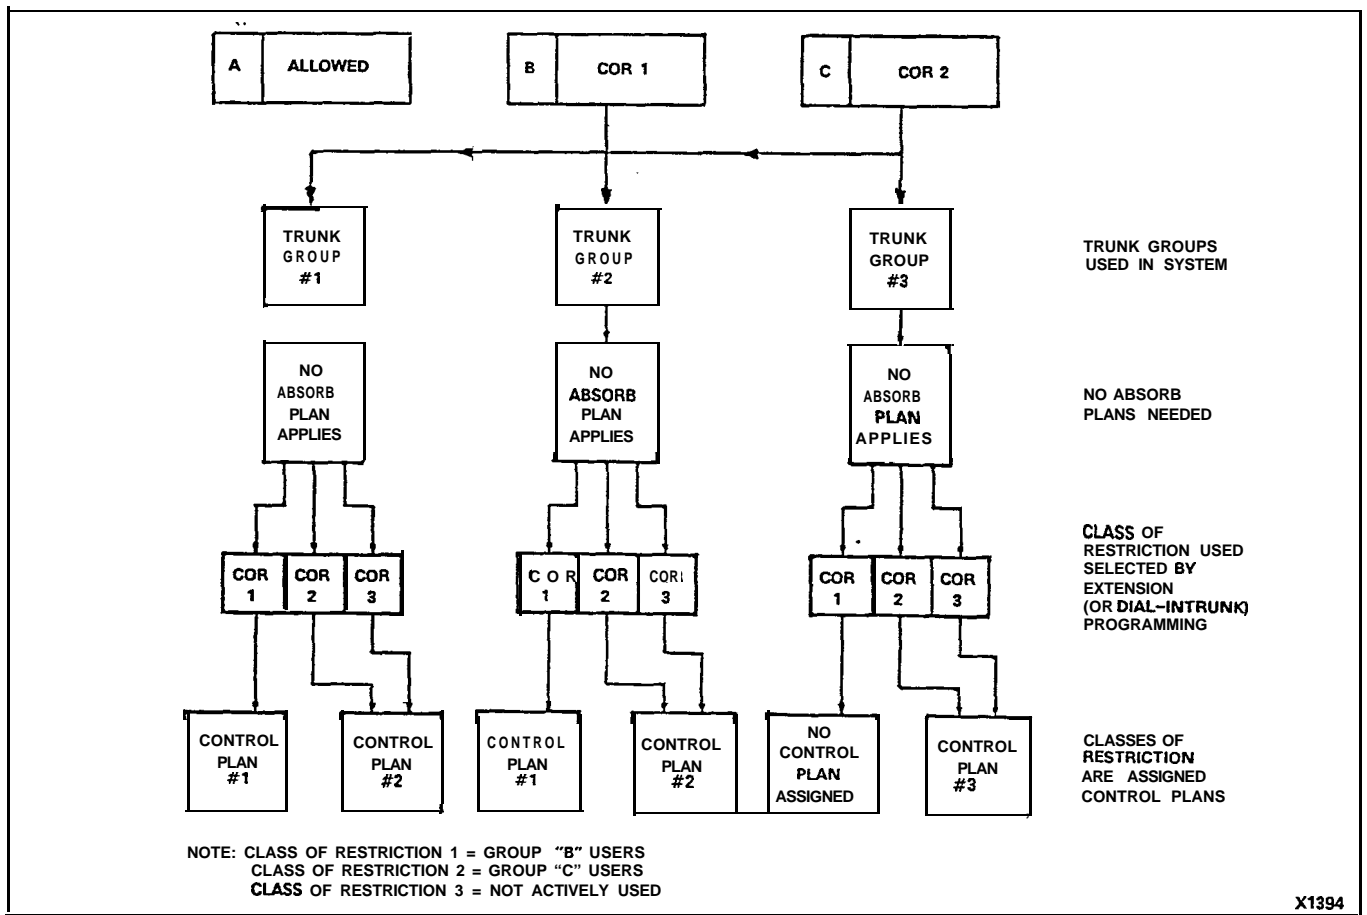 A ALLOWED
B COR 1
C COR 2
TRUNK
GROUP
#1
TRUNK
GROUP
#2
TRUNK
GROUP
#3
TRUNK GROUPS
USED IN SYSTEM
NO
ABSORB
PLAN
APPLIES
NO
ABSORB
PLAN
APPLIES
NO
ABSORB
PLAN
APPLIES
NO ABSORB
PLANS NEEDED
COR
1
COR
2
COR
3
COR
1
COR
2
COR
3
COR
1
COR
2
COR
3
CLASS OF
RESTRICTION USED
SELECTED BY
EXTENSION
(OR DIAL-INTRUNK)
PROGRAMMING
CONTROL
PLAN
#1
CONTROL
PLAN
#2
CONTROL
PLAN
#1
CONTROL
PLAN
#2
NO
CONTROL
PLAN
ASSIGNED
CONTROL
PLAN
#3
CLASSES OF
RESTRICTION
ARE ASSIGNED
CONTROL PLANS
NOTE: CLASS OF RESTRICTION 1 = GROUP "B" USERS
CLASS OF RESTRICTION 2 = GROUP "C" USERS
CLASS OF RESTRICTION 3 = NOT ACTIVELY USED
X1394